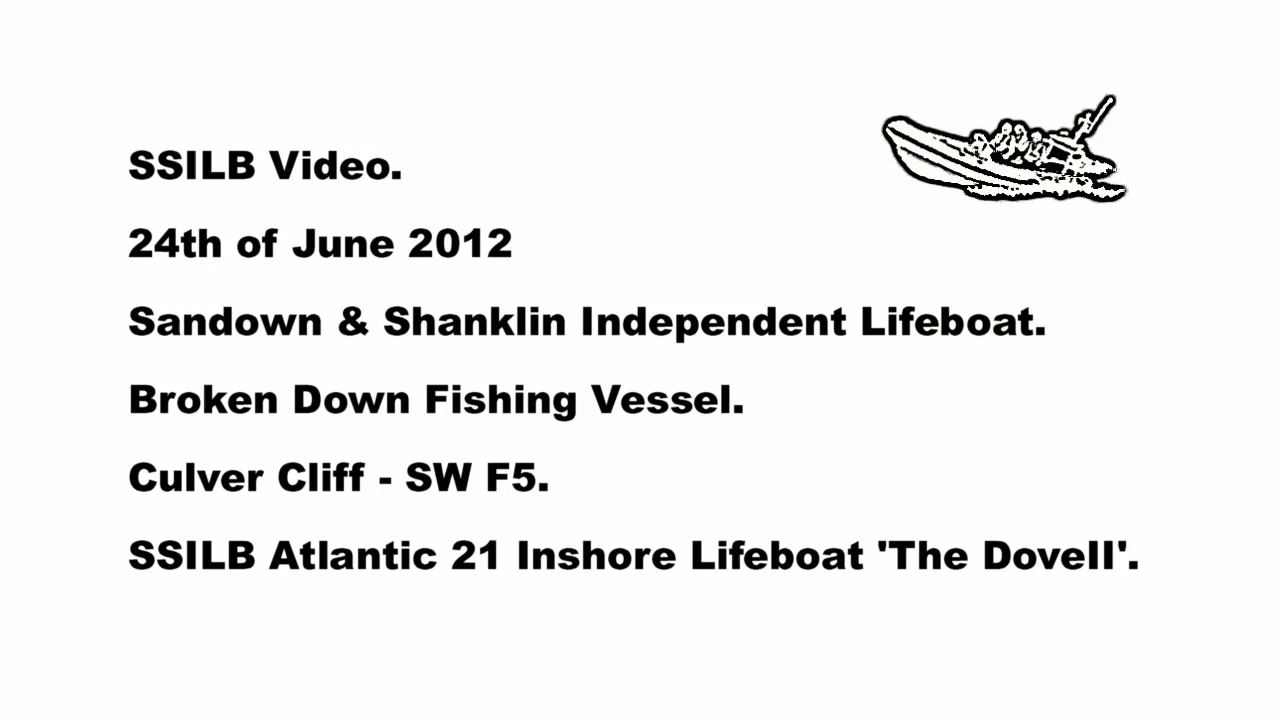 SSILB Video.
24th of June 2012
Sandown & Shanklin Independent Lifeboat.
Broken Down Fishing Vessel.
Culver Cliff - SW F5.
SSILB Atlantic 21 Inshore Lifeboat 'The DoveII'.